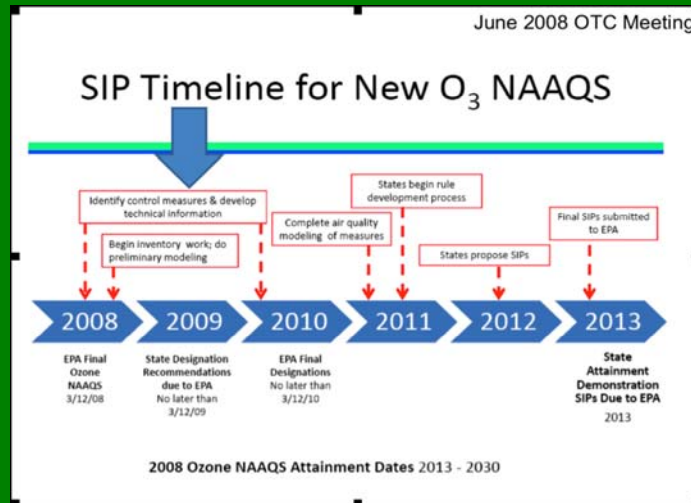 June 2008 OTC Meeting
SIP Timeline for New O3 NAAQS
Identify control measures & develop
technical information
Begin inventory work; do
preliminary modeling
Complete air quality
modeling of measures
States begin rule
development process
States propose SIPs
Final SIPs submitted
to EPA
2008
2009
2010
2011
2012
2013
EPA Final
Ozone
NAAQS
3/12/08
State Designation
Recommendations
due to EPA
No later than
3/12/09
EPA Final
Designations
No later than
3/12/10
State
Attainment
Demonstration
SIPs Due to EPA
2013
2008 Ozone NAAQS Attainment Dates 2013 - 2030